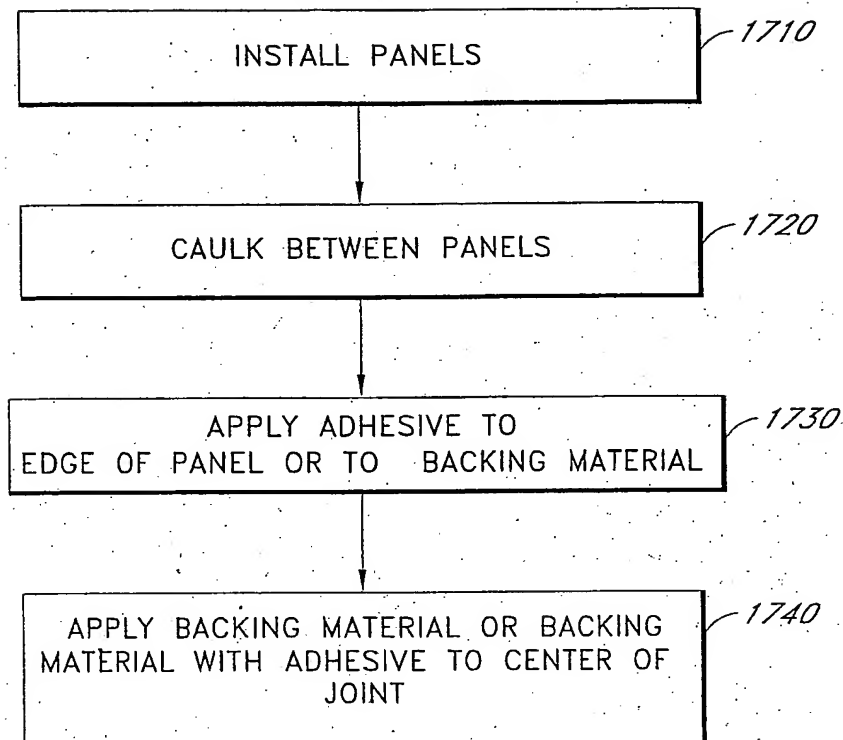 INSTALL PANELS
1710
CAULK BETWEEN PANELS
1720
APPLY ADHESIVE TO
EDGE OF PANEL OR TO BACKING MATERIAL
1730
APPLY BACKING MATERIAL OR BACKING
MATERIAL WITH ADHESIVE TO CENTER OF
JOINT
1740